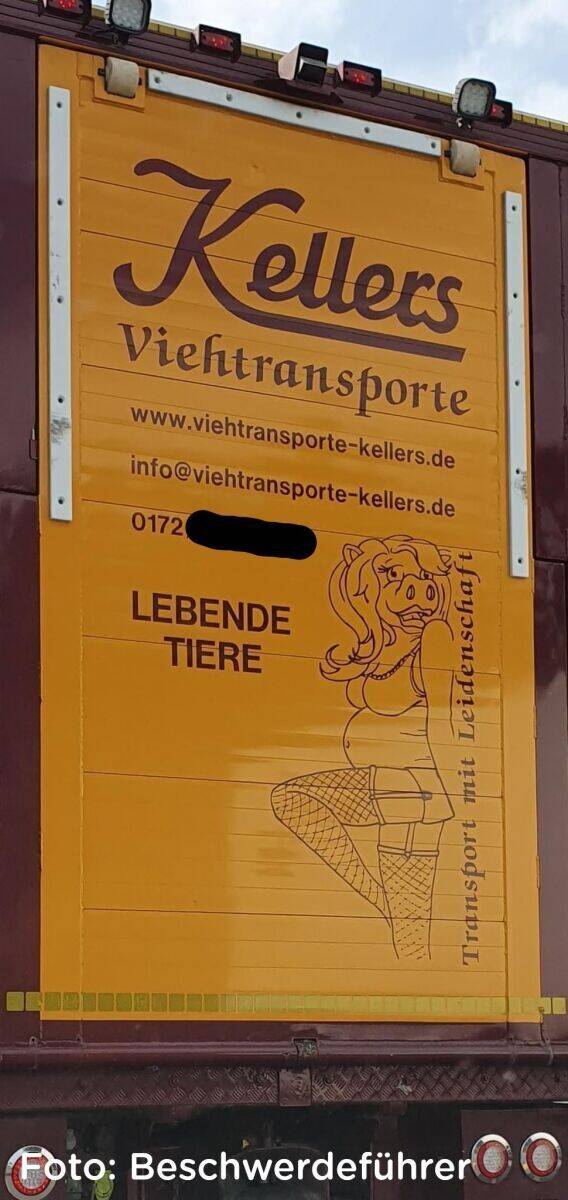 Kellers
Viehtransporte
www.viehtransporte-kellers.de
info@viehtransporte-kellers.de
0172
LEBENDE
TIERE
Transport mit Leidenschaft
Foto: Beschwerdeführer